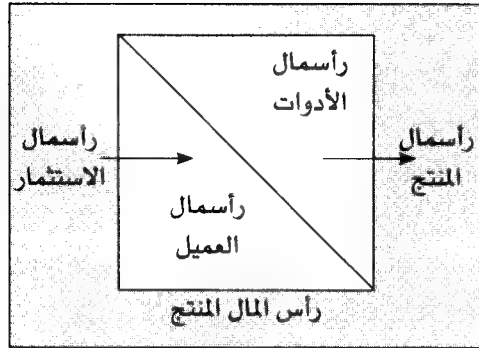 رأسمال
الأدوات
رأسمال
المنتج
رأسمال
الاستثمار
رأسمال
العميل
رأس المال المنتج